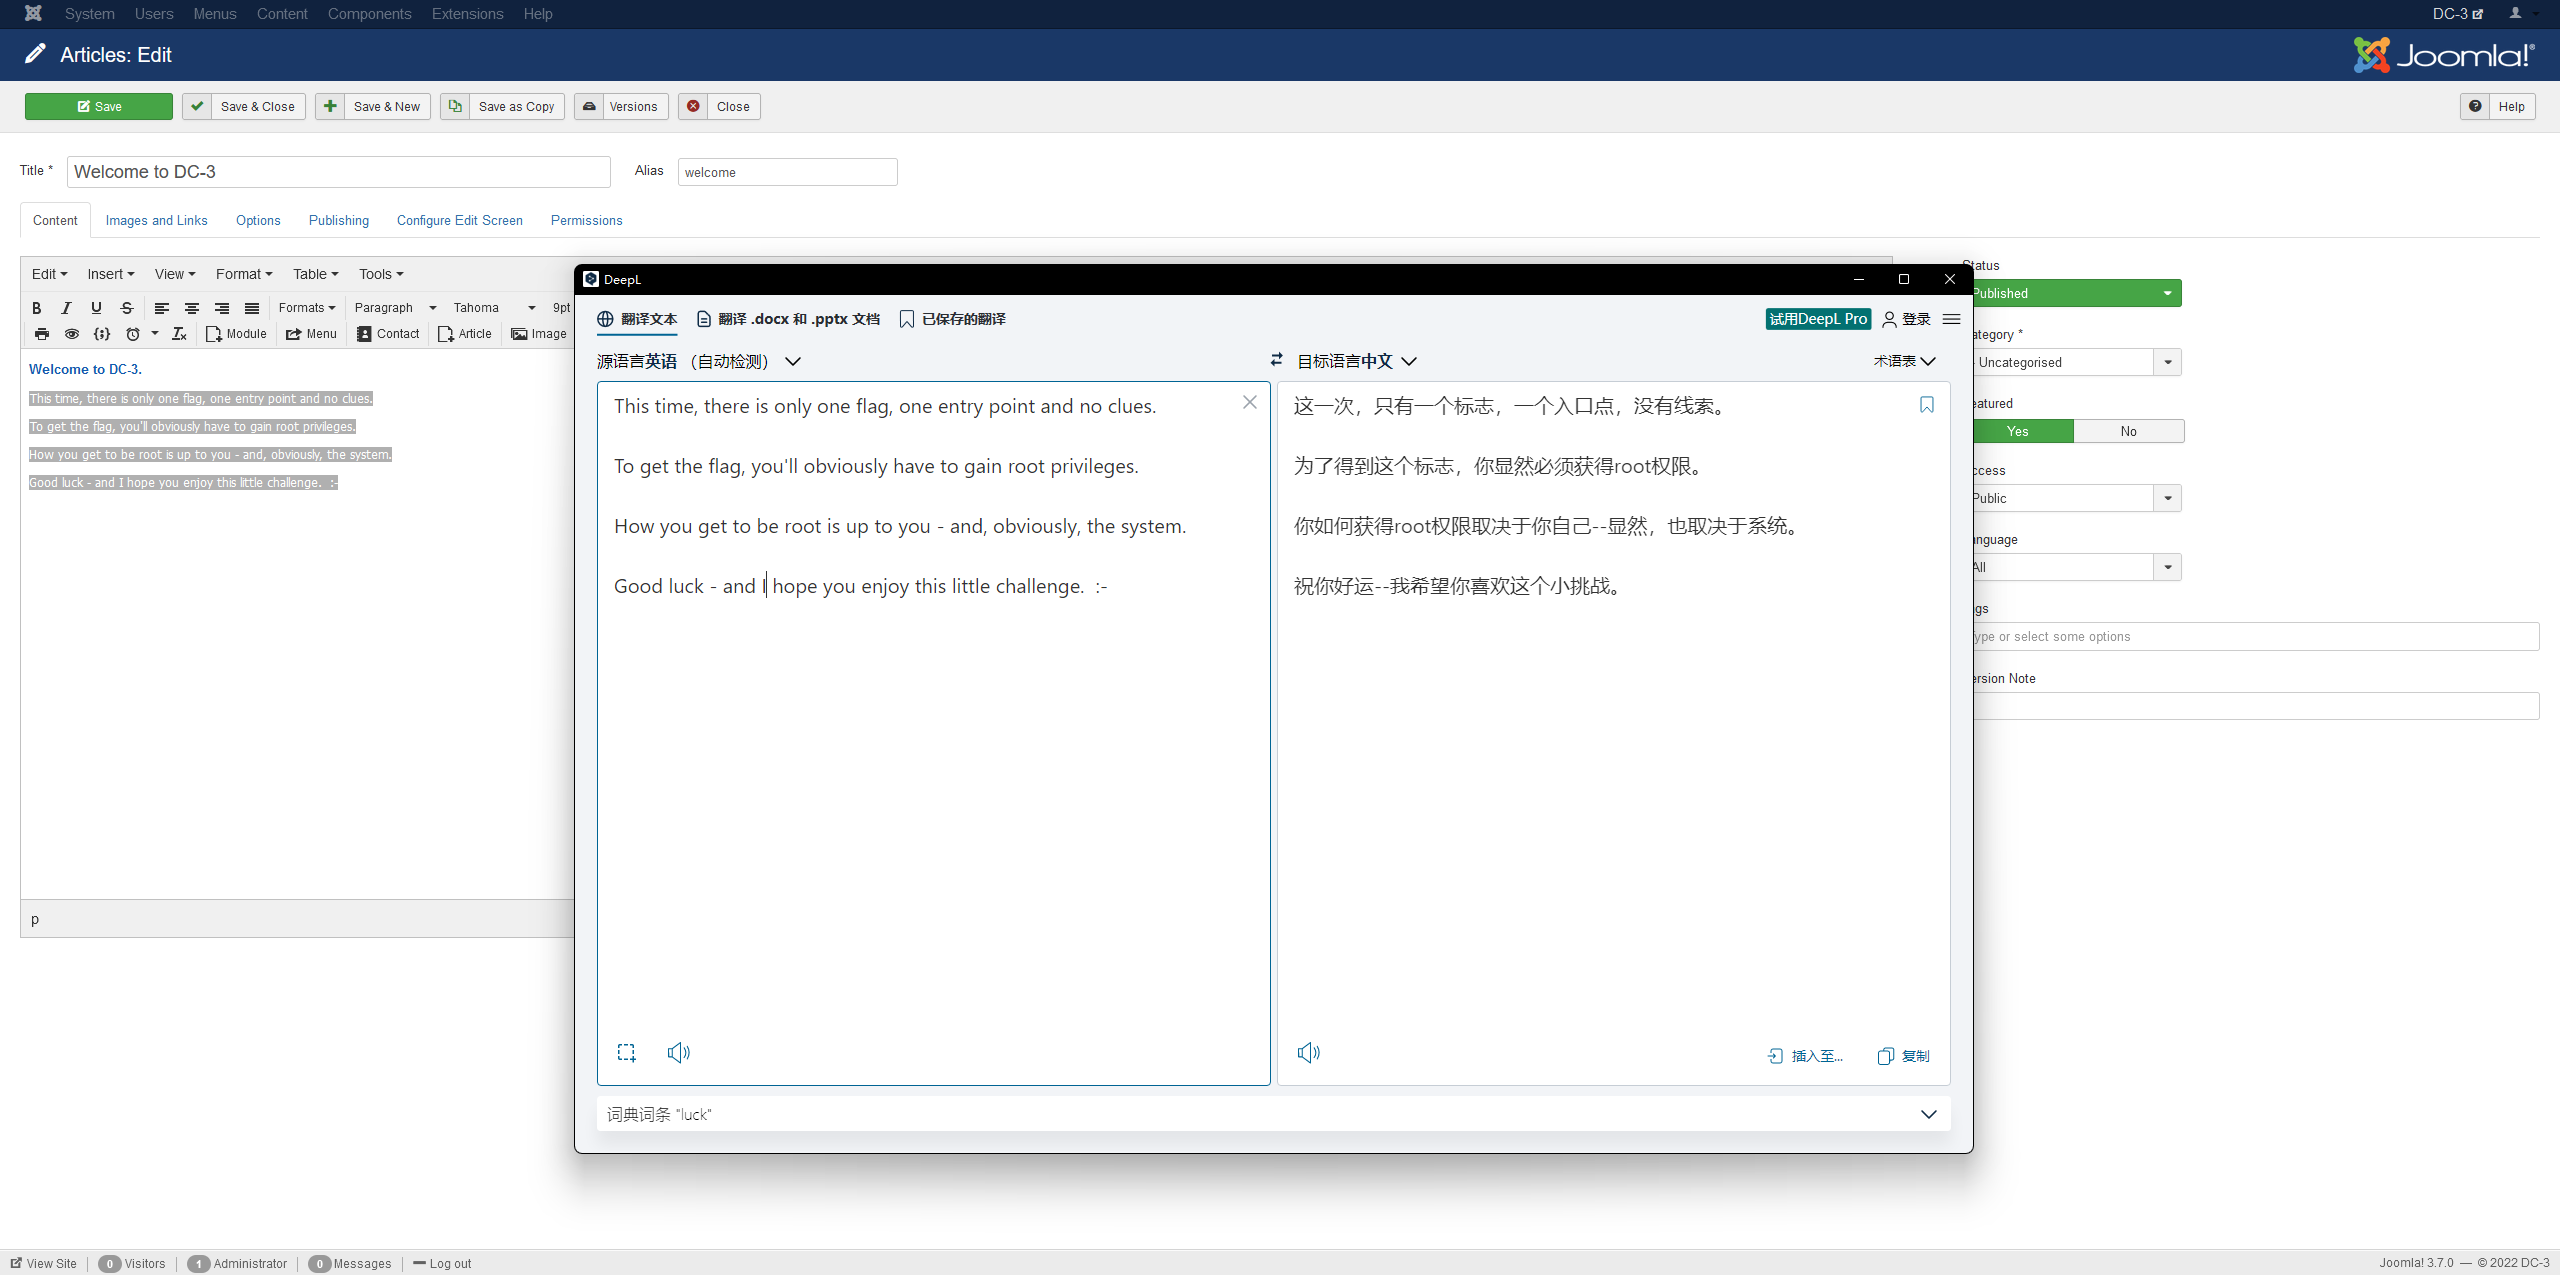 System Users Menus Content Components Extensions Help DC-3
Articles: Edit Joomla!®
Save Save & Close Save & New Save as Copy Versions Close Help
Title * Welcome to DC-3 Alias welcome
Content Images and Links Options Publishing Configure Edit Screen Permissions
Edit Insert View Format Table Tools
B I U S Formats Paragraph Tahoma 9pt
Module Menu Contact Article Image
Welcome to DC-3.
This time, there is only one flag, one entry point and no clues.
To get the flag, you'll obviously have to gain root privileges.
How you get to be root is up to you - and, obviously, the system.
Good luck - and I hope you enjoy this little challenge.  :-
p
DeepL
翻译文本 翻译 .docx 和 .pptx 文档 已保存的翻译 试用DeepL Pro 登录
源语言英语 （自动检测） 目标语言中文 术语表
This time, there is only one flag, one entry point and no clues.
To get the flag, you'll obviously have to gain root privileges.
How you get to be root is up to you - and, obviously, the system.
Good luck - and I hope you enjoy this little challenge.  :-
这一次，只有一个标志，一个入口点，没有线索。
为了得到这个标志，你显然必须获得root权限。
你如何获得root权限取决于你自己--显然，也取决于系统。
祝你好运--我希望你喜欢这个小挑战。
插入至... 复制
词典词条 "luck"
Status
Published
ategory *
Uncategorised
eatured
Yes No
ccess
Public
anguage
All
gs
ype or select some options
ersion Note
View Site 0 Visitors 1 Administrator 0 Messages Log out Joomla! 3.7.0 — © 2022 DC-3